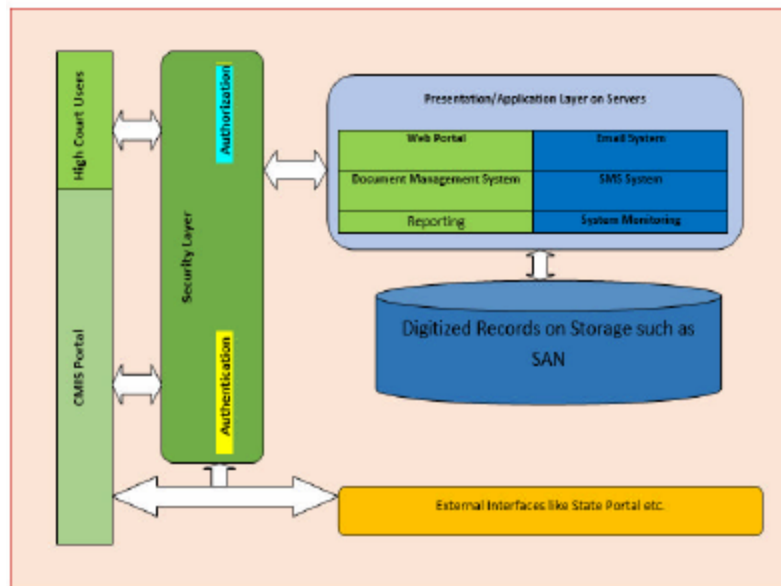 High Court Users
CMIS Portal
Security Layer
Authorization
Authentication
Presentation/Application Layer on Servers
Web Portal
Email System
Document Management System
SMS System
Reporting
System Monitoring
Digitized Records on Storage such as
SAN
External Interfaces like State Portal etc.